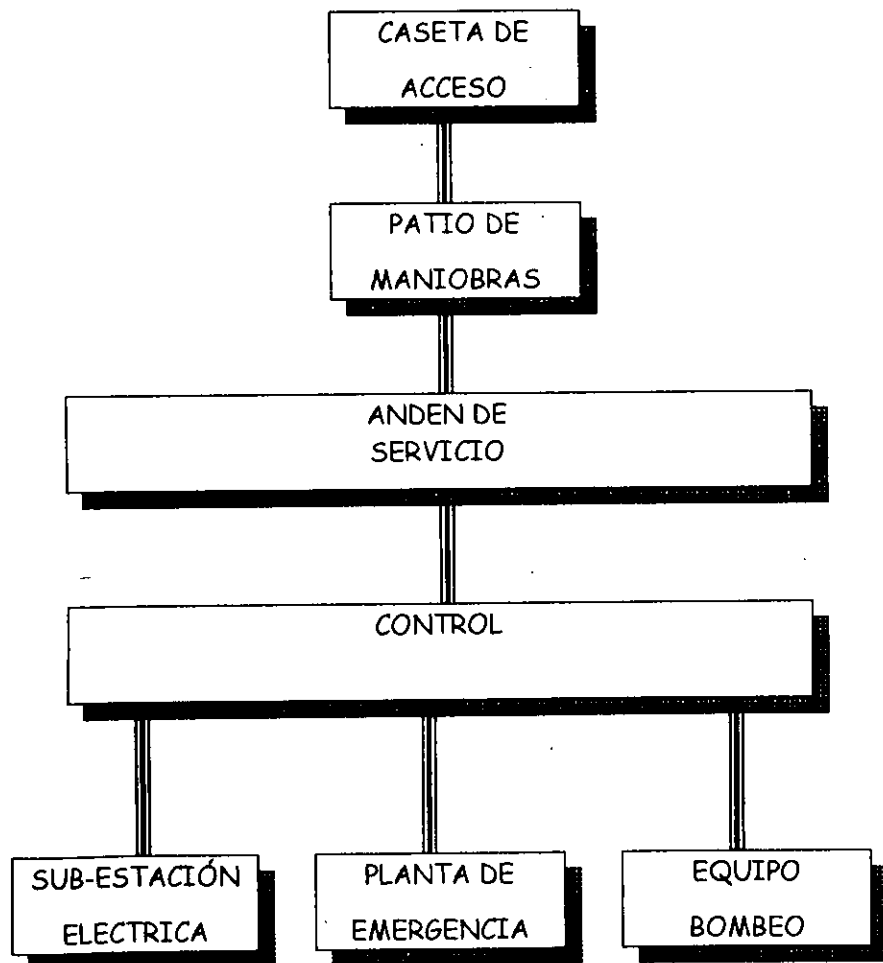 CASETA DE
ACCESO
PATIO DE
MANIOBRAS
ANDEN DE
SERVICIO
CONTROL
SUB-ESTACIÓN
ELECTRICA
PLANTA DE
EMERGENCIA
EQUIPO
BOMBEO